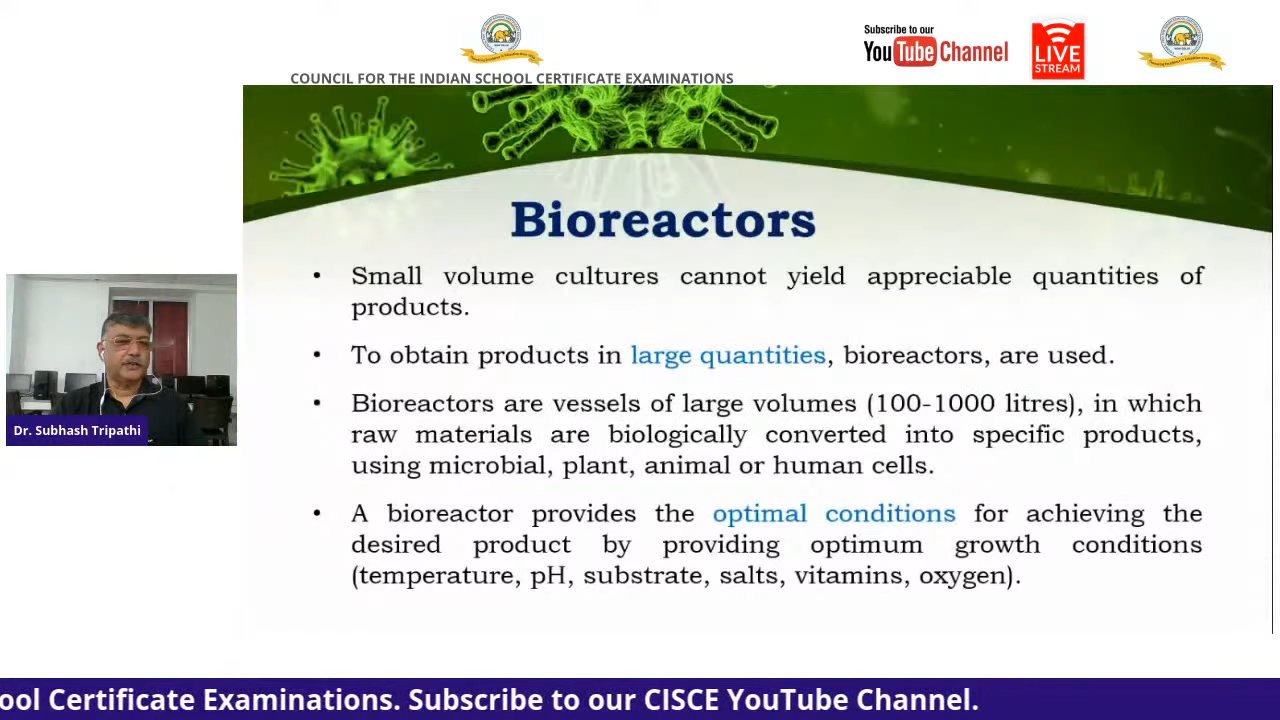 Subscribe to our
YouTube Channel
LIVE
STREAM
COUNCIL FOR THE INDIAN SCHOOL CERTIFICATE EXAMINATIONS
Bioreactors
• Small volume cultures cannot yield appreciable quantities of
products.
• To obtain products in large quantities, bioreactors, are used.
• Bioreactors are vessels of large volumes (100-1000 litres), in which
raw materials are biologically converted into specific products,
using microbial, plant, animal or human cells.
• A bioreactor provides the optimal conditions for achieving the
desired product by providing optimum growth conditions
(temperature, pH, substrate, salts, vitamins, oxygen).
Dr. Subhash Tripathi
ool Certificate Examinations. Subscribe to our CISCE YouTube Channel.